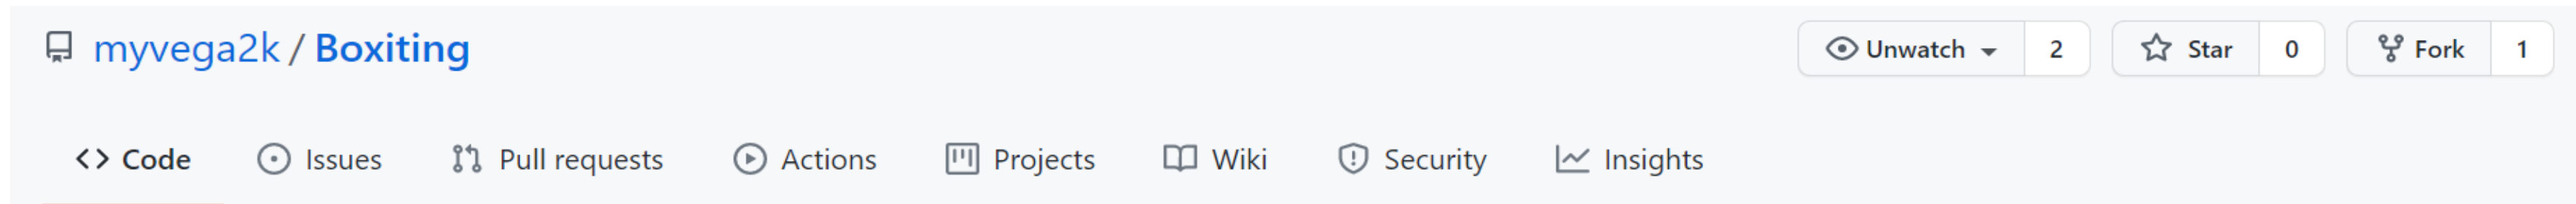 myvega2k / Boxiting Unwatch 2 Star 0 Fork 1
Code Issues Pull requests Actions Projects Wiki Security Insights